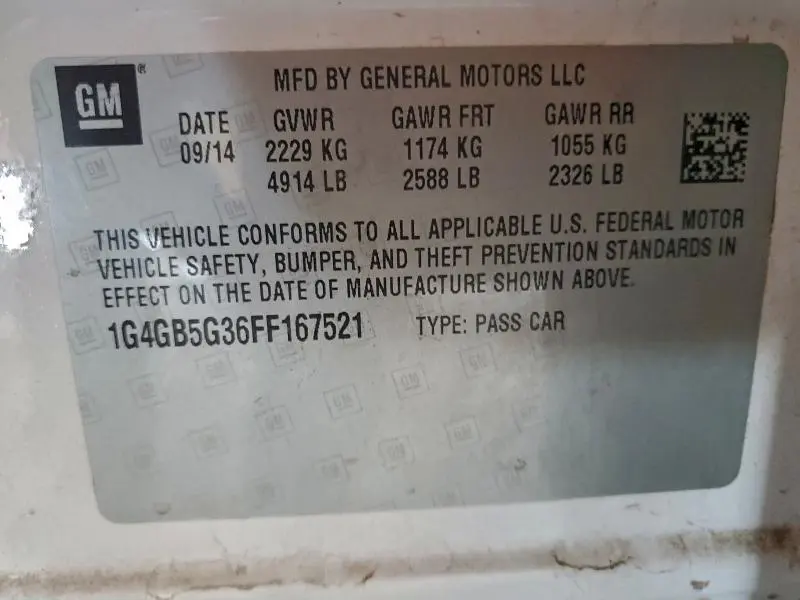 GM®
MFD BY GENERAL MOTORS LLC
DATE GVWR GAWR FRT GAWR RR
09/14 2229 KG 1174 KG 1055 KG
4914 LB 2588 LB 2326 LB
THIS VEHICLE CONFORMS TO ALL APPLICABLE U.S. FEDERAL MOTOR
VEHICLE SAFETY, BUMPER, AND THEFT PREVENTION STANDARDS IN
EFFECT ON THE DATE OF MANUFACTURE SHOWN ABOVE.
1G4GB5G36FF167521 TYPE: PASS CAR